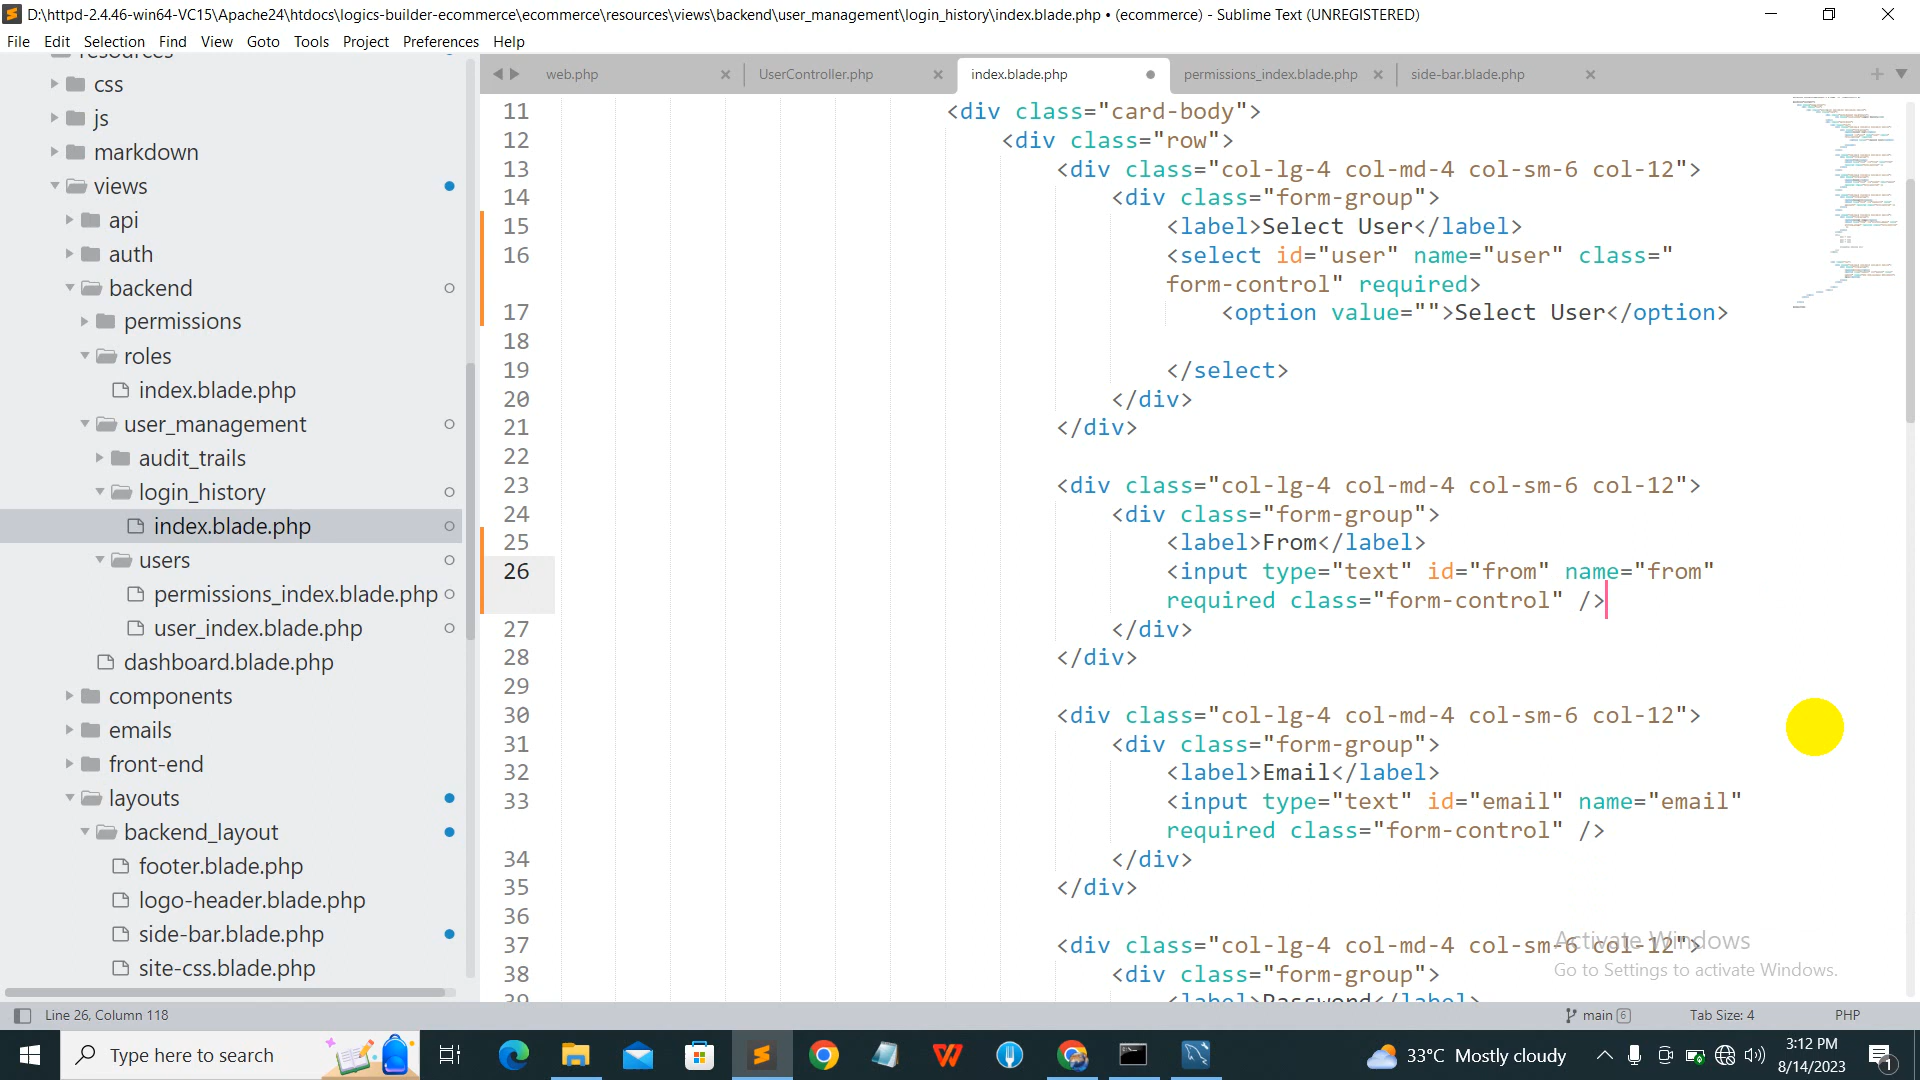 D:\httpd-2.4.46-win64-VC15\Apache24\htdocs\logics-builder-ecommerce\ecommerce\resources\views\backend\user_management\login_history\index.blade.php • (ecommerce) - Sublime Text (UNREGISTERED)
File Edit Selection Find View Goto Tools Project Preferences Help
resources
css
js
markdown
views
api
auth
backend
permissions
roles
index.blade.php
user_management
audit_trails
login_history
index.blade.php
users
permissions_index.blade.php
user_index.blade.php
dashboard.blade.php
components
emails
front-end
layouts
backend_layout
footer.blade.php
logo-header.blade.php
side-bar.blade.php
site-css.blade.php
web.php UserController.php index.blade.php permissions_index.blade.php side-bar.blade.php
11 <div class="card-body">
12 <div class="row">
13 <div class="col-lg-4 col-md-4 col-sm-6 col-12">
14 <div class="form-group">
15 <label>Select User</label>
16 <select id="user" name="user" class="
form-control" required>
17 <option value="">Select User</option>
18
19 </select>
20 </div>
21 </div>
22
23 <div class="col-lg-4 col-md-4 col-sm-6 col-12">
24 <div class="form-group">
25 <label>From</label>
26 <input type="text" id="from" name="from"
required class="form-control" />
27 </div>
28 </div>
29
30 <div class="col-lg-4 col-md-4 col-sm-6 col-12">
31 <div class="form-group">
32 <label>Email</label>
33 <input type="text" id="email" name="email"
required class="form-control" />
34 </div>
35 </div>
36
37 <div class="col-lg-4 col-md-4 col-sm-6 col-12">
38 <div class="form-group">
39 <label>Password</label>
Activate Windows
Go to Settings to activate Windows.
Line 26, Column 118 main 6 Tab Size: 4 PHP
Type here to search
33°C Mostly cloudy
3:12 PM
8/14/2023
1